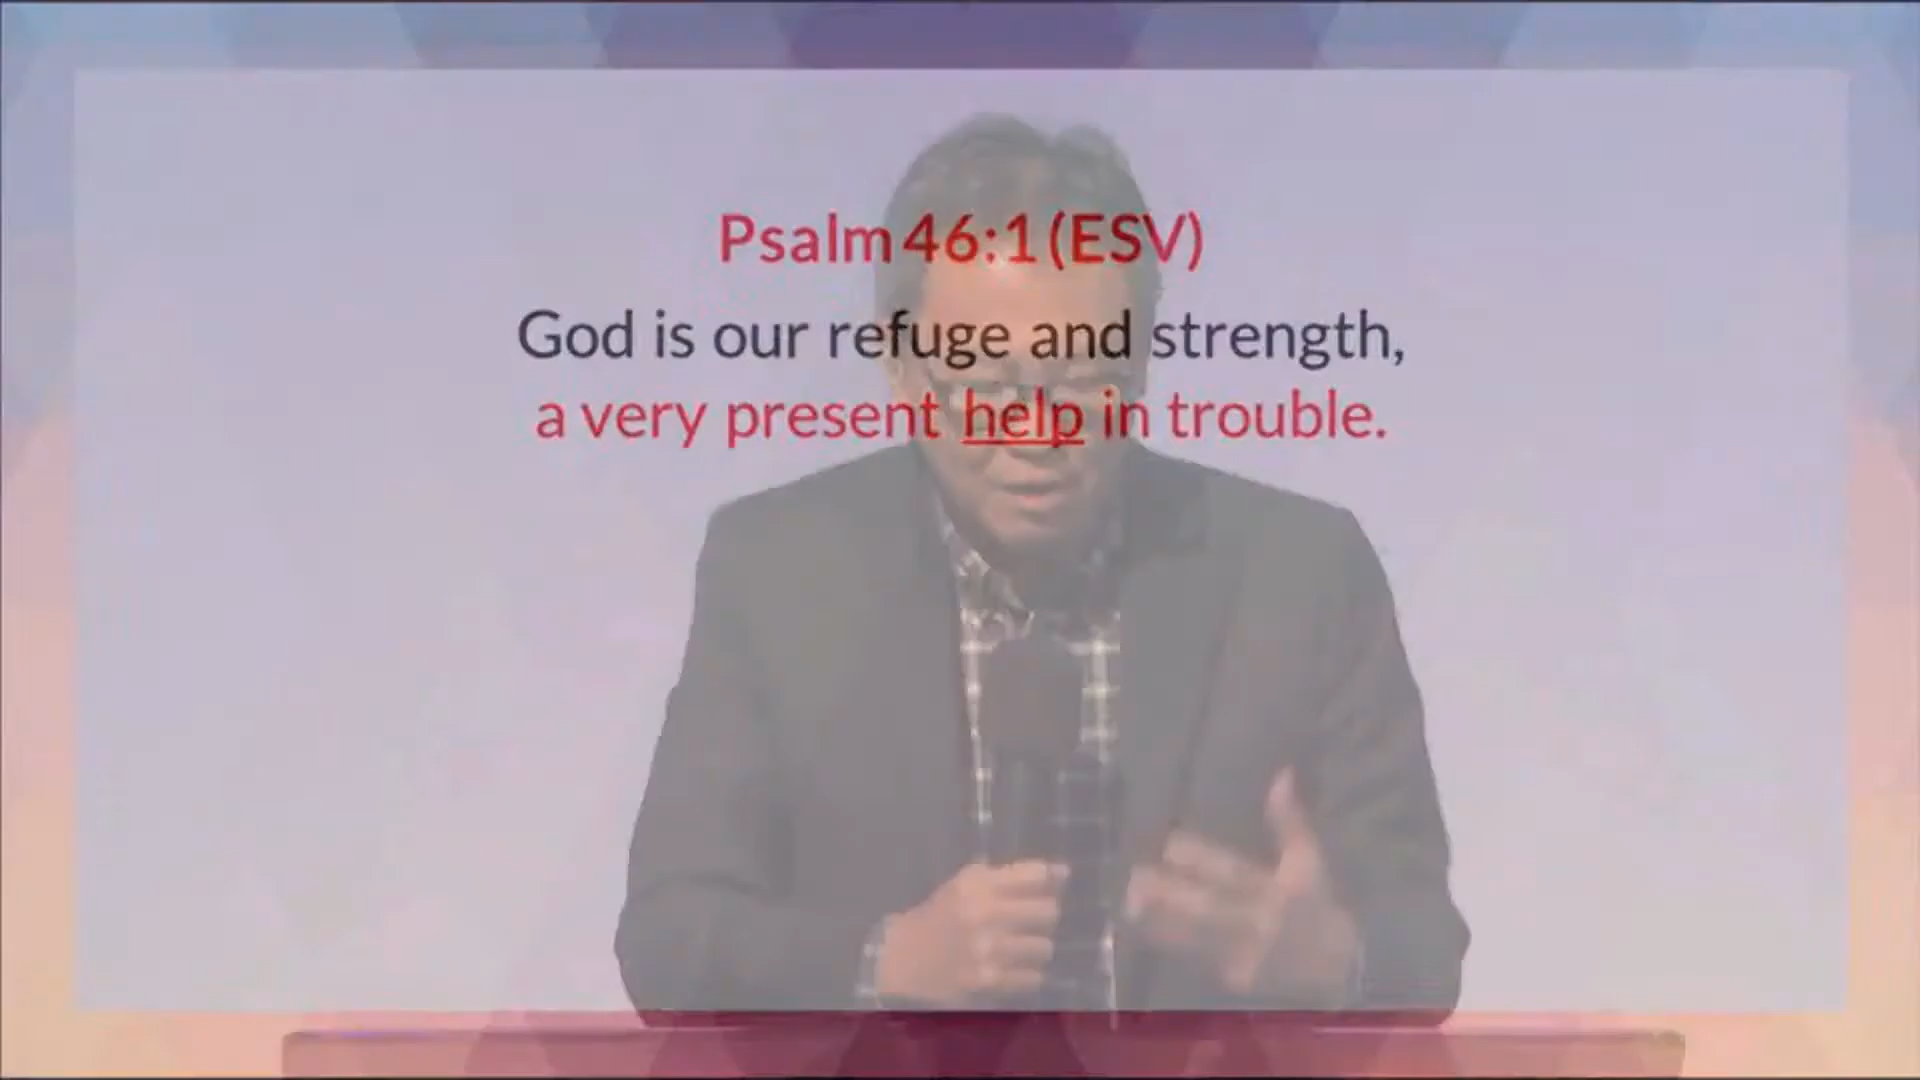 Psalm 46:1 (ESV)
God is our refuge and strength,
a very present help in trouble.